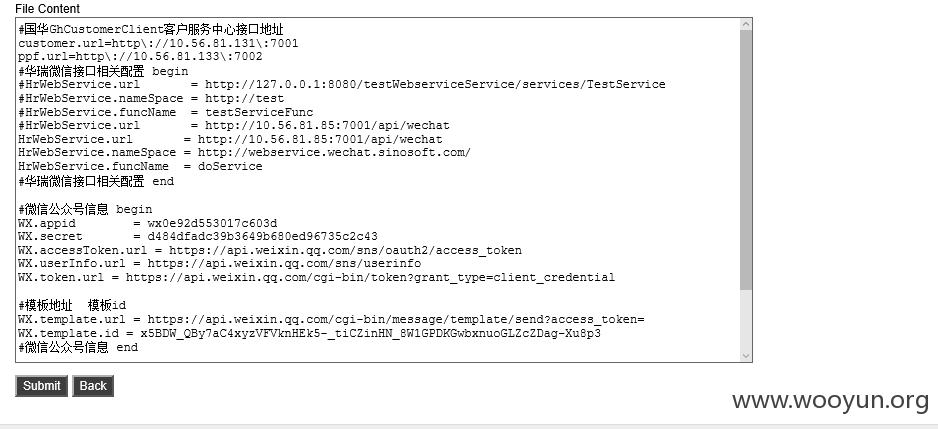 File Content
#国华GhCustomerClient客户服务中心接口地址
customer.url=http\://10.56.81.131\:7001
ppf.url=http\://10.56.81.133\:7002
#华瑞微信接口相关配置 begin
#HrWebService.url       = http://127.0.0.1:8080/testWebserviceService/services/TestService
#HrWebService.nameSpace = http://test
#HrWebService.funcName  = testServiceFunc
#HrWebService.url       = http://10.56.81.85:7001/api/wechat
HrWebService.url       = http://10.56.81.85:7001/api/wechat
HrWebService.nameSpace = http://webservice.wechat.sinosoft.com/
HrWebService.funcName  = doService
#华瑞微信接口相关配置 end
#微信公众号信息 begin
WX.appid        = wx0e92d553017c603d
WX.secret       = d484dfadc39b3649b680ed96735c2c43
WX.accessToken.url = https://api.weixin.qq.com/sns/oauth2/access_token
WX.userInfo.url = https://api.weixin.qq.com/sns/userinfo
WX.token.url = https://api.weixin.qq.com/cgi-bin/token?grant_type=client_credential
#模板地址  模板id
WX.template.url = https://api.weixin.qq.com/cgi-bin/message/template/send?access_token=
WX.template.id = x5BDW_QBy7aC4xyzVFVknHEk5-_tiCZinHN_8W1GPDKGwbxnuoGLZcZDag-Xu8p3
#微信公众号信息 end
Submit Back
www.wooyun.org